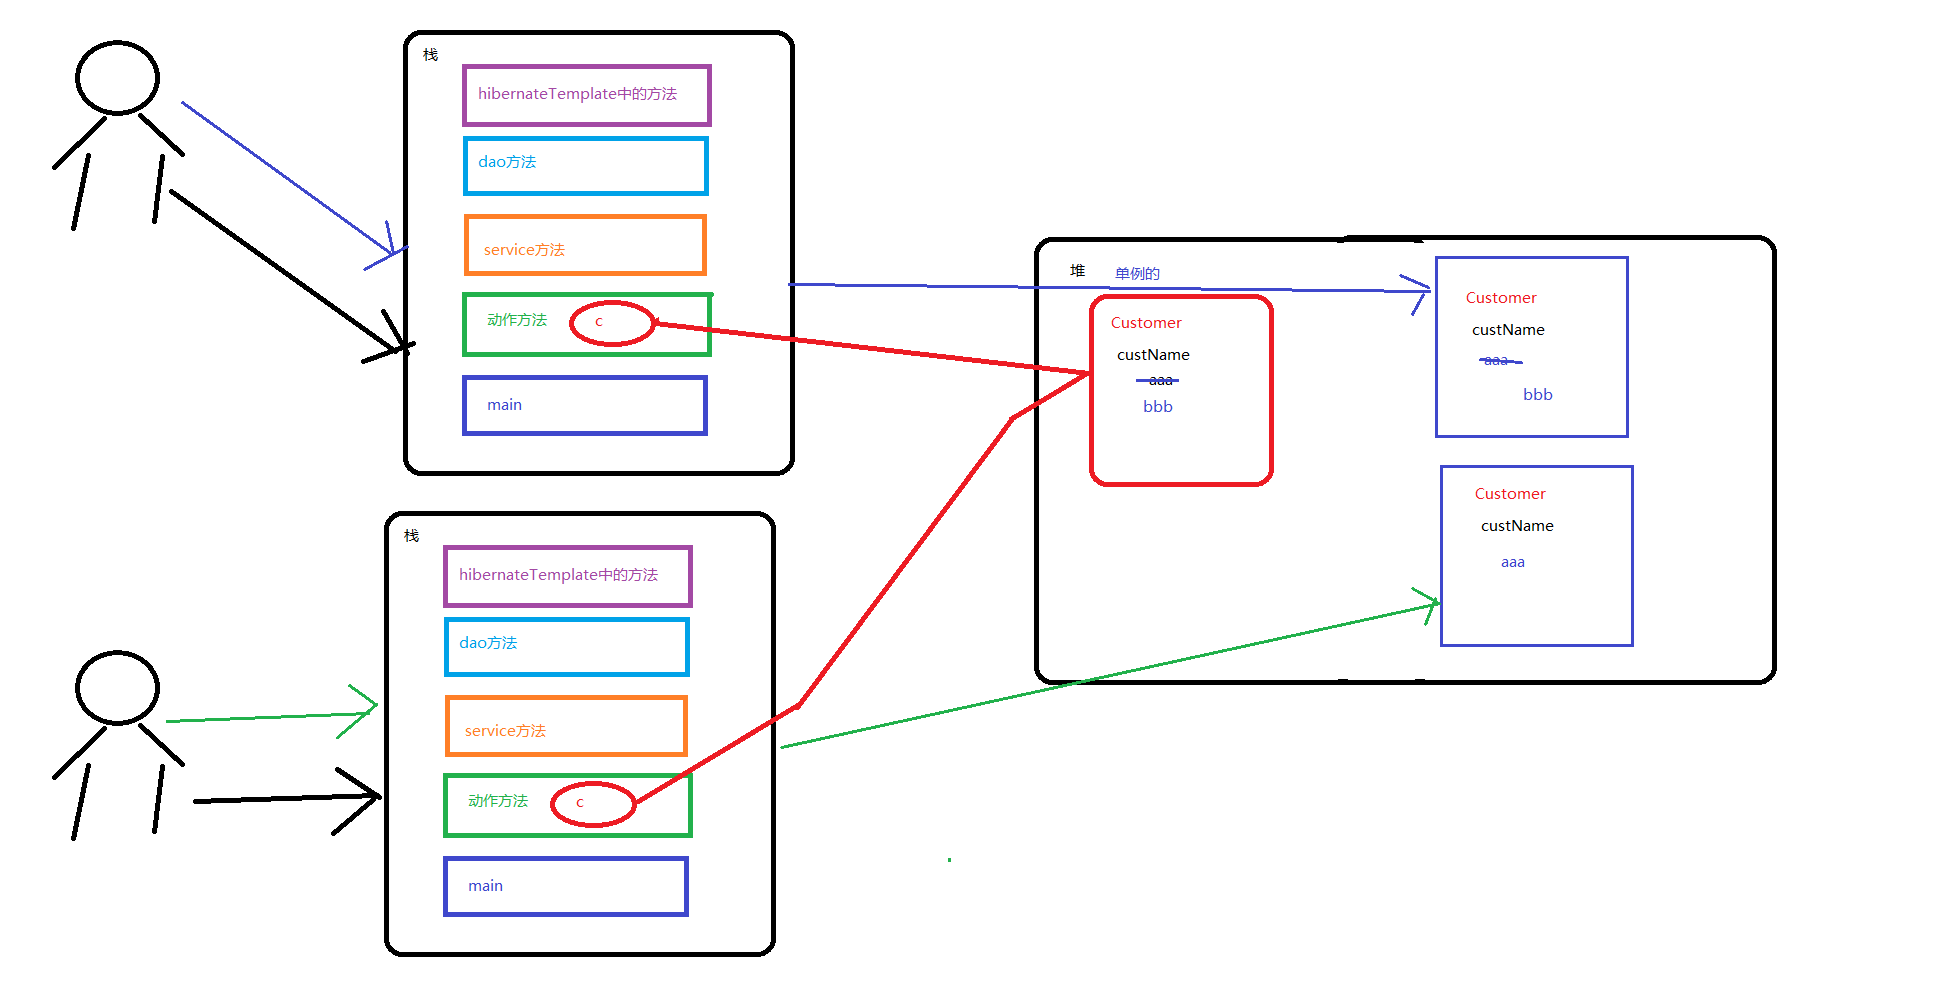 栈
hibernateTemplate中的方法
dao方法
service方法
动作方法 c
main
栈
hibernateTemplate中的方法
dao方法
service方法
动作方法 c
main
堆 单例的
Customer
custName
aaa
bbb
Customer
custName
aaa
bbb
Customer
custName
aaa